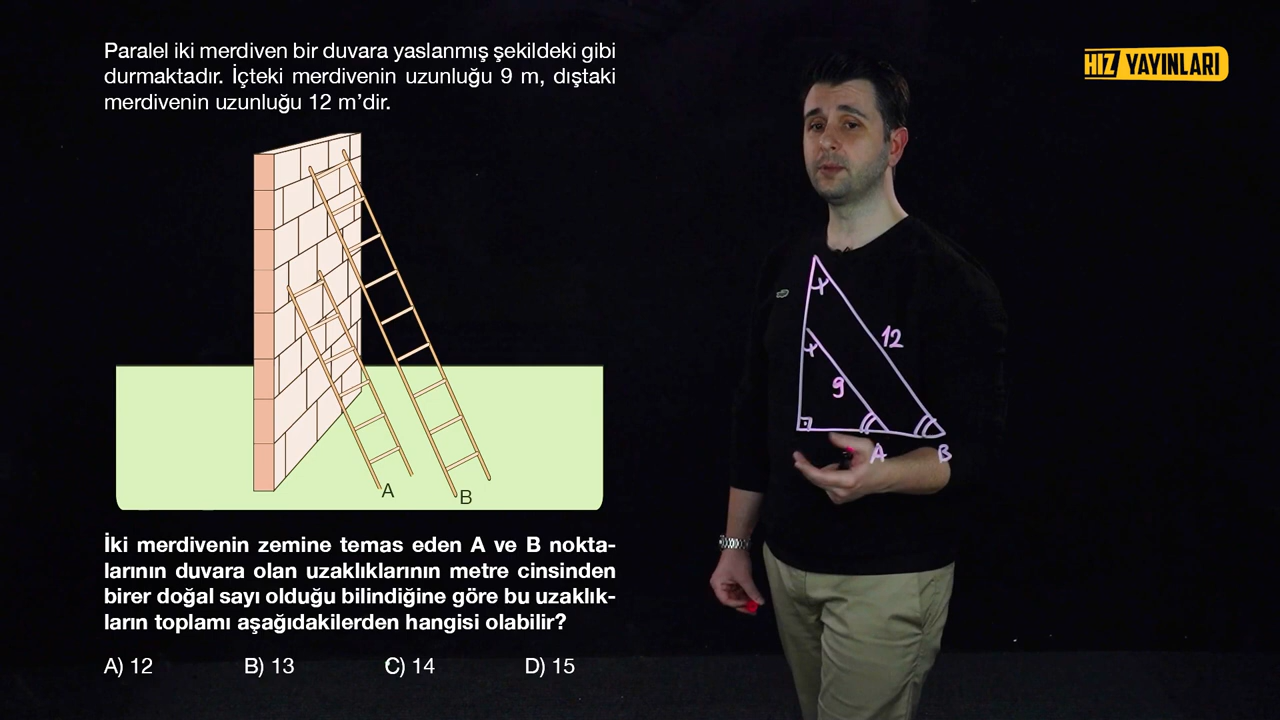 Paralel iki merdiven bir duvara yaslanmış şekildeki gibi
durmaktadır. İçteki merdivenin uzunluğu 9 m, dıştaki
merdivenin uzunluğu 12 m'dir.
HIZ YAYINLARI
12
9
A B
A
B
İki merdivenin zemine temas eden A ve B nokta-
larının duvara olan uzaklıklarının metre cinsinden
birer doğal sayı olduğu bilindiğine göre bu uzaklık-
ların toplamı aşağıdakilerden hangisi olabilir?
A) 12 B) 13 C) 14 D) 15